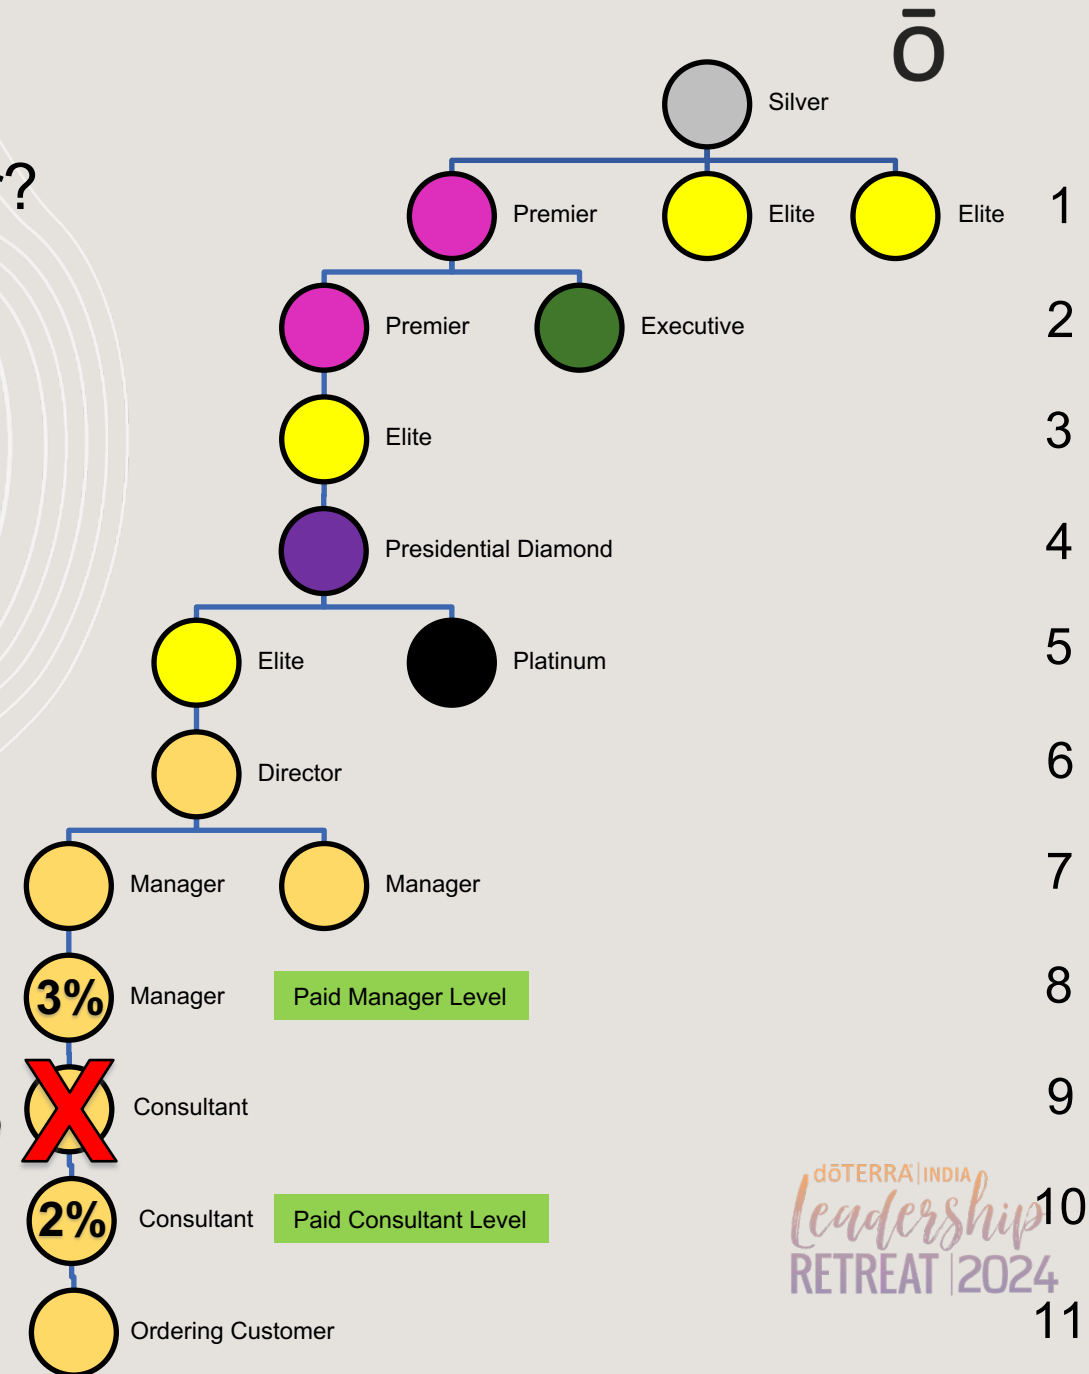 ō
Silver
?
Premier
Elite
Elite
1
Premier
Executive
2
Elite
3
Presidential Diamond
4
Elite
Platinum
5
Director
6
Manager
Manager
7
3%
Manager
Paid Manager Level
8
X
Consultant
9
2%
Consultant
Paid Consultant Level
10
dōTERRA | INDIA
Leadership
RETREAT | 2024
Ordering Customer
11